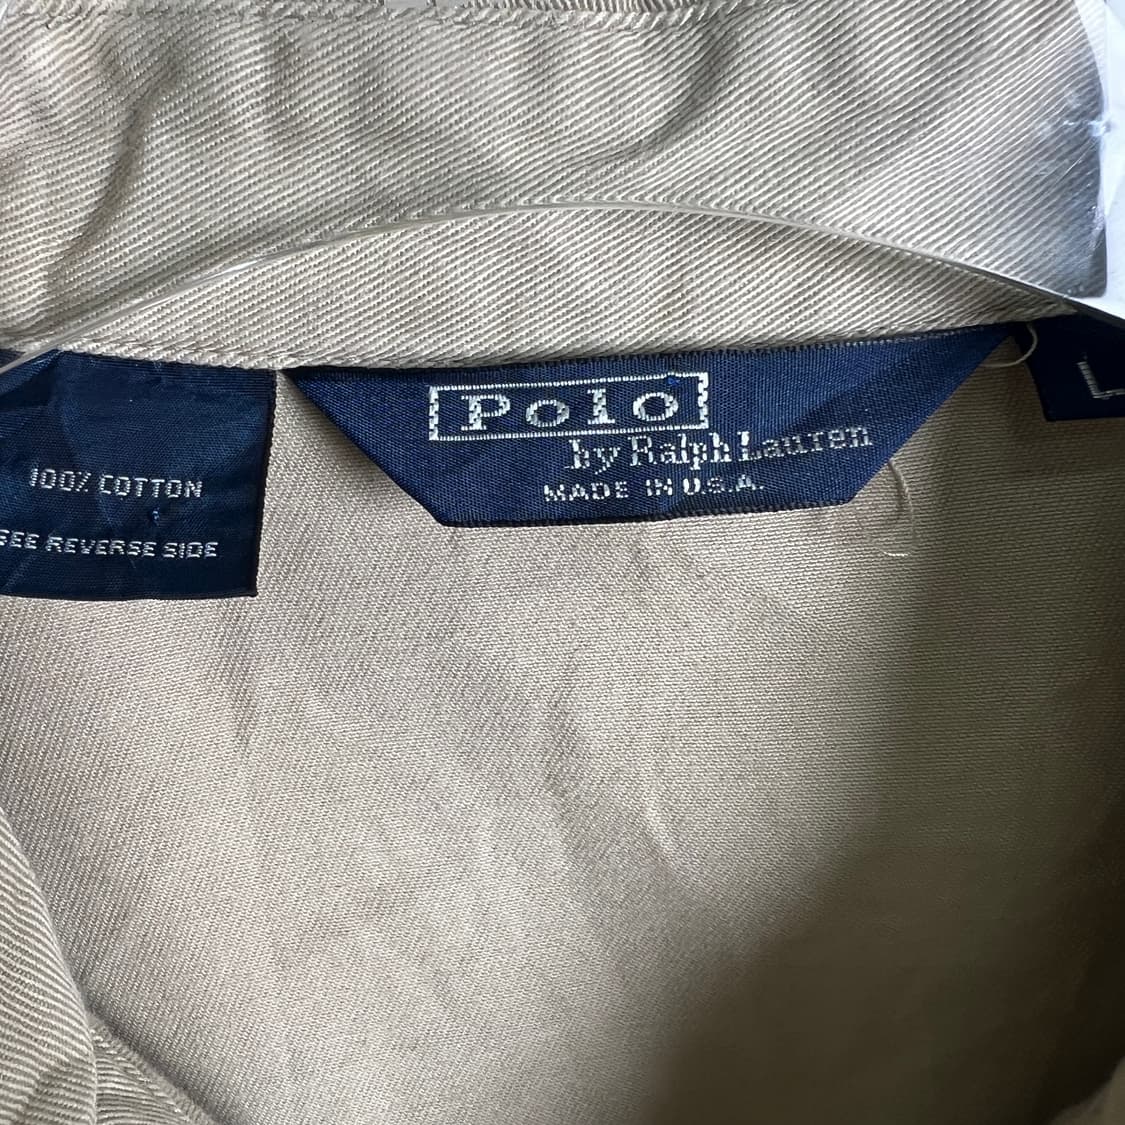 100% COTTON
SEE REVERSE SIDE
Polo
by Ralph Lauren
MADE IN U.S.A.
L